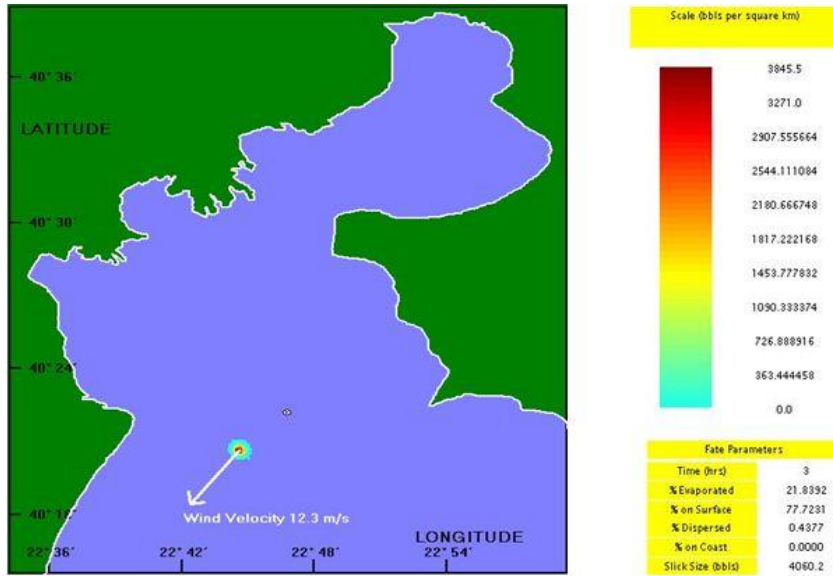 40° 36'
LATITUDE
40° 30'
40° 24'
40° 18'
Wind Velocity 12.3 m/s
LONGITUDE
22° 36' 22° 42' 22° 48' 22° 54'
Scale (bbls per square km)
3845.5
3271.0
2907.555664
2544.111084
2180.666748
1817.222168
1453.777832
1090.333374
726.888916
363.444458
0.0
Fate Parameters
Time (hrs) 3
% Evaporated 21.8392
% on Surface 77.7231
% Dispersed 0.4377
% on Coast 0.0000
Slick Size (bbls) 4060.2